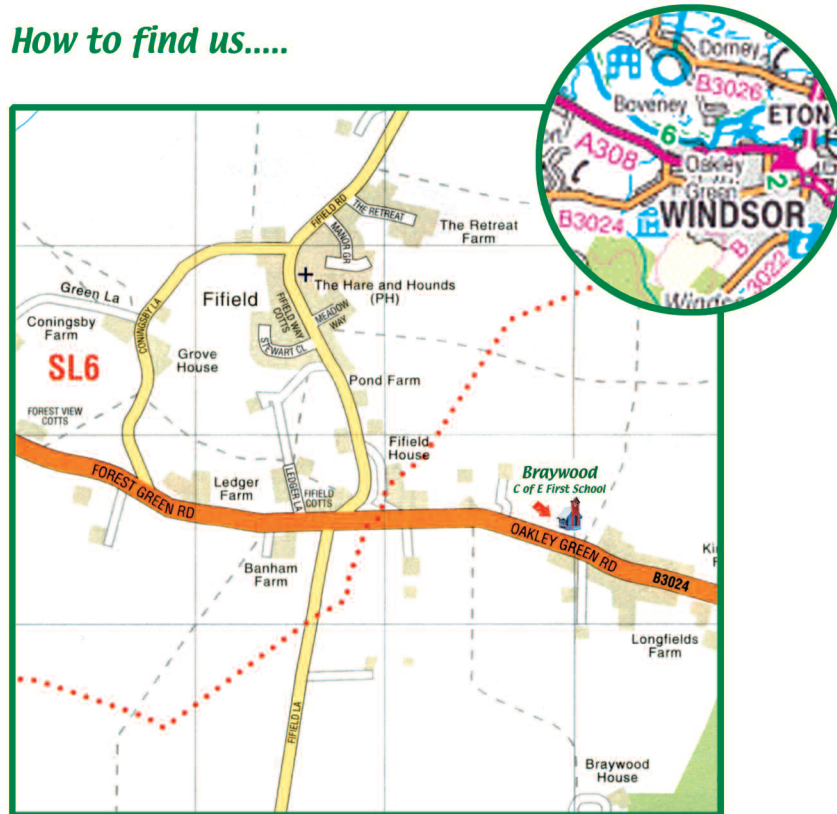 How to find us.....
2
Dorney
B3026
Boveney
ETON
6
A308
Oakley
Green
2
B3024
WINDSOR
B
3022
FIFIELD RD
THE RETREAT
The Retreat
Farm
MANOR GR
The Hare and Hounds
(PH)
Fifield
FIFIELD WAY
COTTS
MEADOW
WAY
STEWART CL
Green La
CONINGSBY LA
Coningsby
Farm
SL6
Grove
House
Pond Farm
FOREST VIEW
COTTS
Fifield
House
Braywood
C of E First School
FOREST GREEN RD
Ledger
Farm
LEDGER LA
FIFIELD
COTTS
OAKLEY GREEN RD
B3024
Banham
Farm
Longfields
Farm
FIFIELD LA
Braywood
House